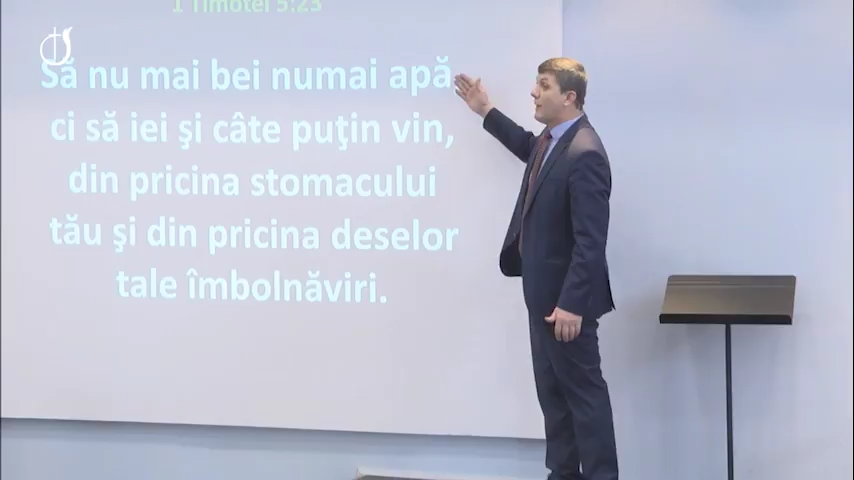 1 Timotei 5:23
Să nu mai bei numai apă,
ci să iei şi câte puţin vin,
din pricina stomacului
tău şi din pricina deselor
tale îmbolnăviri.